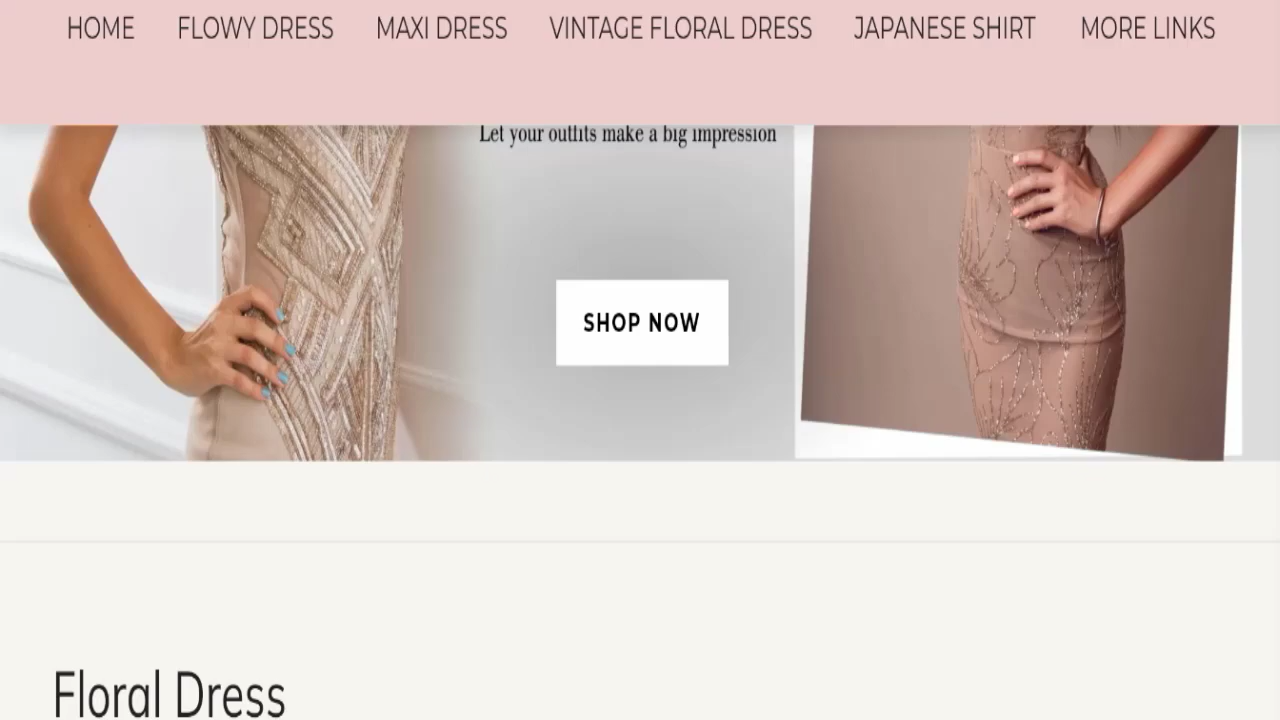 HOME FLOWY DRESS MAXI DRESS VINTAGE FLORAL DRESS JAPANESE SHIRT MORE LINKS
Let your outfits make a big impression
SHOP NOW
Floral Dress